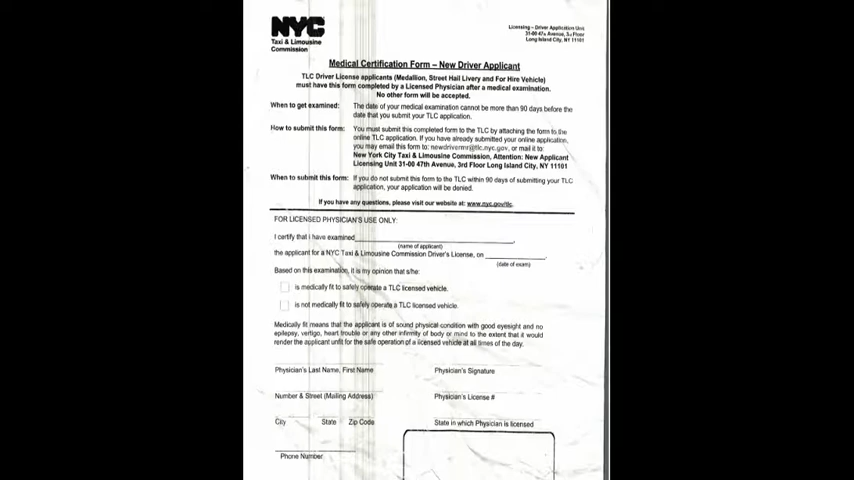 NYC
Taxi & Limousine
Commission
Licensing – Driver Application Unit
31-00 47th Avenue, 3rd Floor
Long Island City, NY 11101
Medical Certification Form – New Driver Applicant
TLC Driver License applicants (Medallion, Street Hail Livery and For Hire Vehicle)
must have this form completed by a Licensed Physician after a medical examination.
No other form will be accepted.
When to get examined: The date of your medical examination cannot be more than 90 days before the
date that you submit your TLC application.
How to submit this form: You must submit this completed form to the TLC by attaching the form to the
online TLC application. If you have already submitted your online application,
you may email this form to: newdrivermr@tlc.nyc.gov, or mail it to:
New York City Taxi & Limousine Commission, Attention: New Applicant
Licensing Unit 31-00 47th Avenue, 3rd Floor Long Island City, NY 11101
When to submit this form: If you do not submit this form to the TLC within 90 days of submitting your TLC
application, your application will be denied.
If you have any questions, please visit our website at: www.nyc.gov/tlc.
FOR LICENSED PHYSICIAN'S USE ONLY:
I certify that I have examined
(name of applicant)
the applicant for a NYC Taxi & Limousine Commission Driver's License, on
(date of exam)
Based on this examination, it is my opinion that s/he:
is medically fit to safely operate a TLC licensed vehicle.
is not medically fit to safely operate a TLC licensed vehicle.
Medically fit means that the applicant is of sound physical condition with good eyesight and no
epilepsy, vertigo, heart trouble or any other infirmity of body or mind to the extent that it would
render the applicant unfit for the safe operation of a licensed vehicle at all times of the day.
Physician's Last Name, First Name Physician's Signature
Number & Street (Mailing Address) Physician's License #
City State Zip Code State in which Physician is licensed
Phone Number